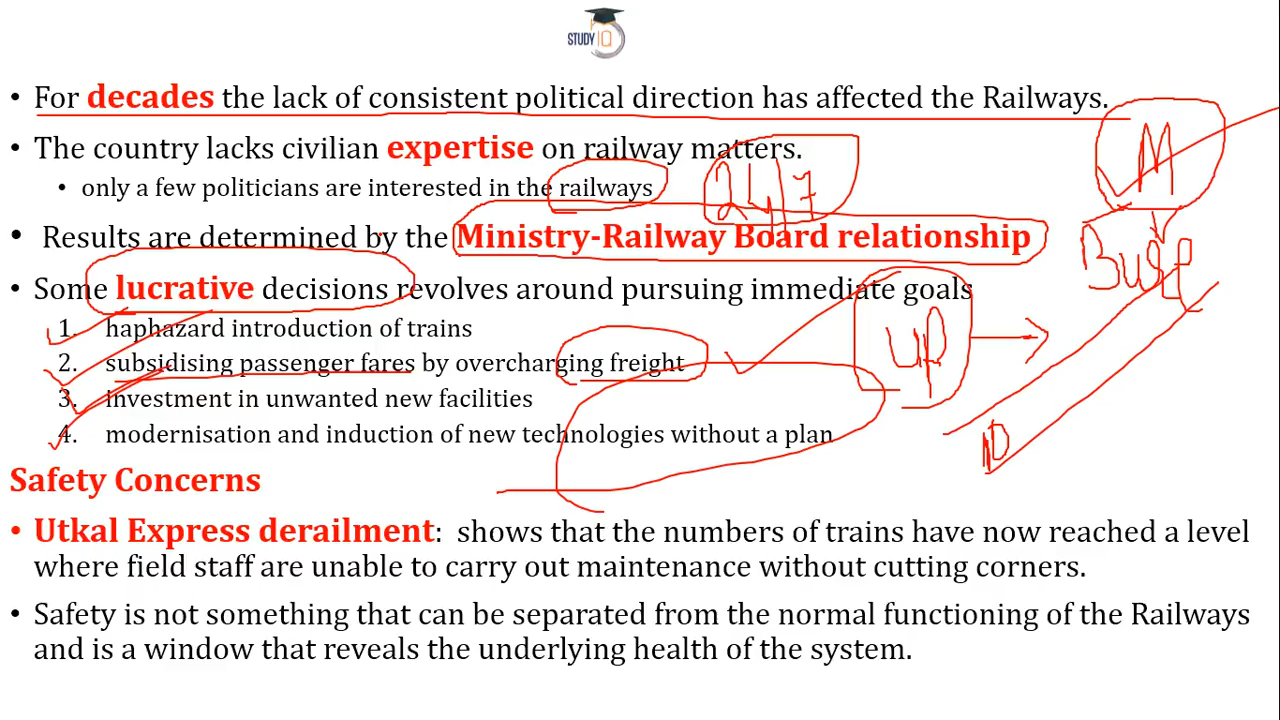 STUDY IQ
• For decades the lack of consistent political direction has affected the Railways.
• The country lacks civilian expertise on railway matters.
• only a few politicians are interested in the railways
24/7
M
• Results are determined by the Ministry-Railway Board relationship
• Some lucrative decisions revolves around pursuing immediate goals
1. haphazard introduction of trains
UP
2. subsidising passenger fares by overcharging freight
3. investment in unwanted new facilities
4. modernisation and induction of new technologies without a plan
Safety Concerns
• Utkal Express derailment: shows that the numbers of trains have now reached a level
where field staff are unable to carry out maintenance without cutting corners.
• Safety is not something that can be separated from the normal functioning of the Railways
and is a window that reveals the underlying health of the system.